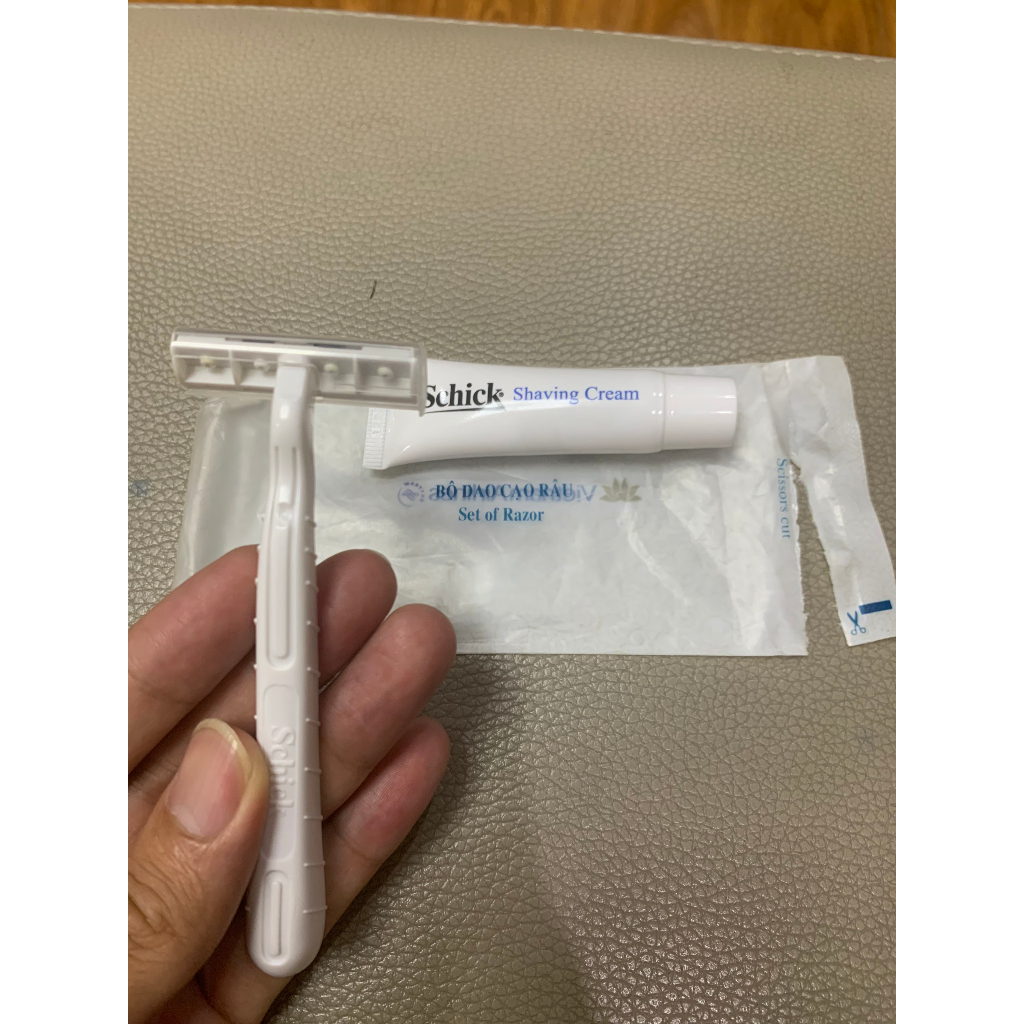 Schick® Shaving Cream
BỘ DAO CẠO RÂU
Set of Razor
Scissors cut
Schick